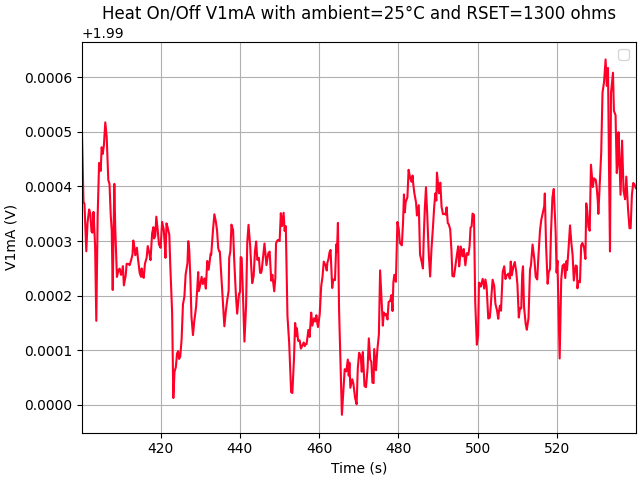 Heat On/Off V1mA with ambient=25°C and RSET=1300 ohms
+1.99
0.0006
0.0005
0.0004
0.0003
0.0002
0.0001
0.0000
V1mA (V)
420 440 460 480 500 520
Time (s)